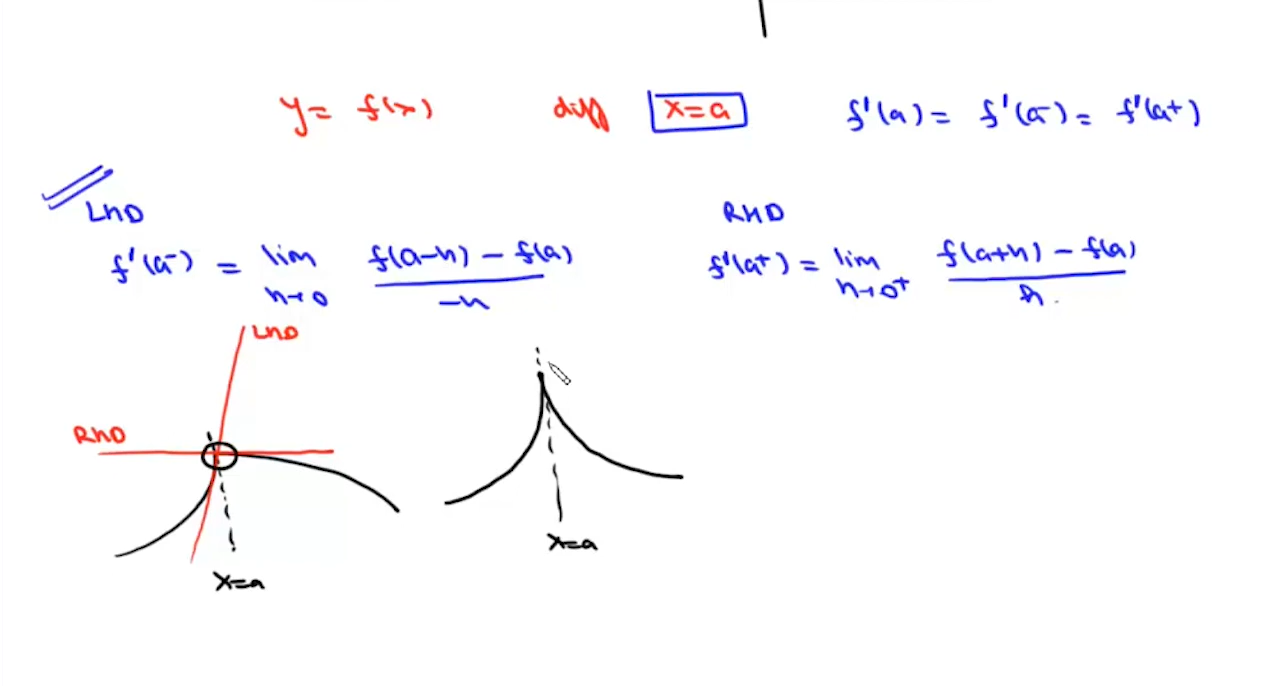 y = f(x) diff x=a f'(a) = f'(a⁻) = f'(a⁺)
LHD RHD
f'(a⁻) = lim h→0 f(a-h) - f(a) / -h f'(a⁺) = lim h→0⁺ f(a+h) - f(a) / h
LHD
RHD
x=a
x=a